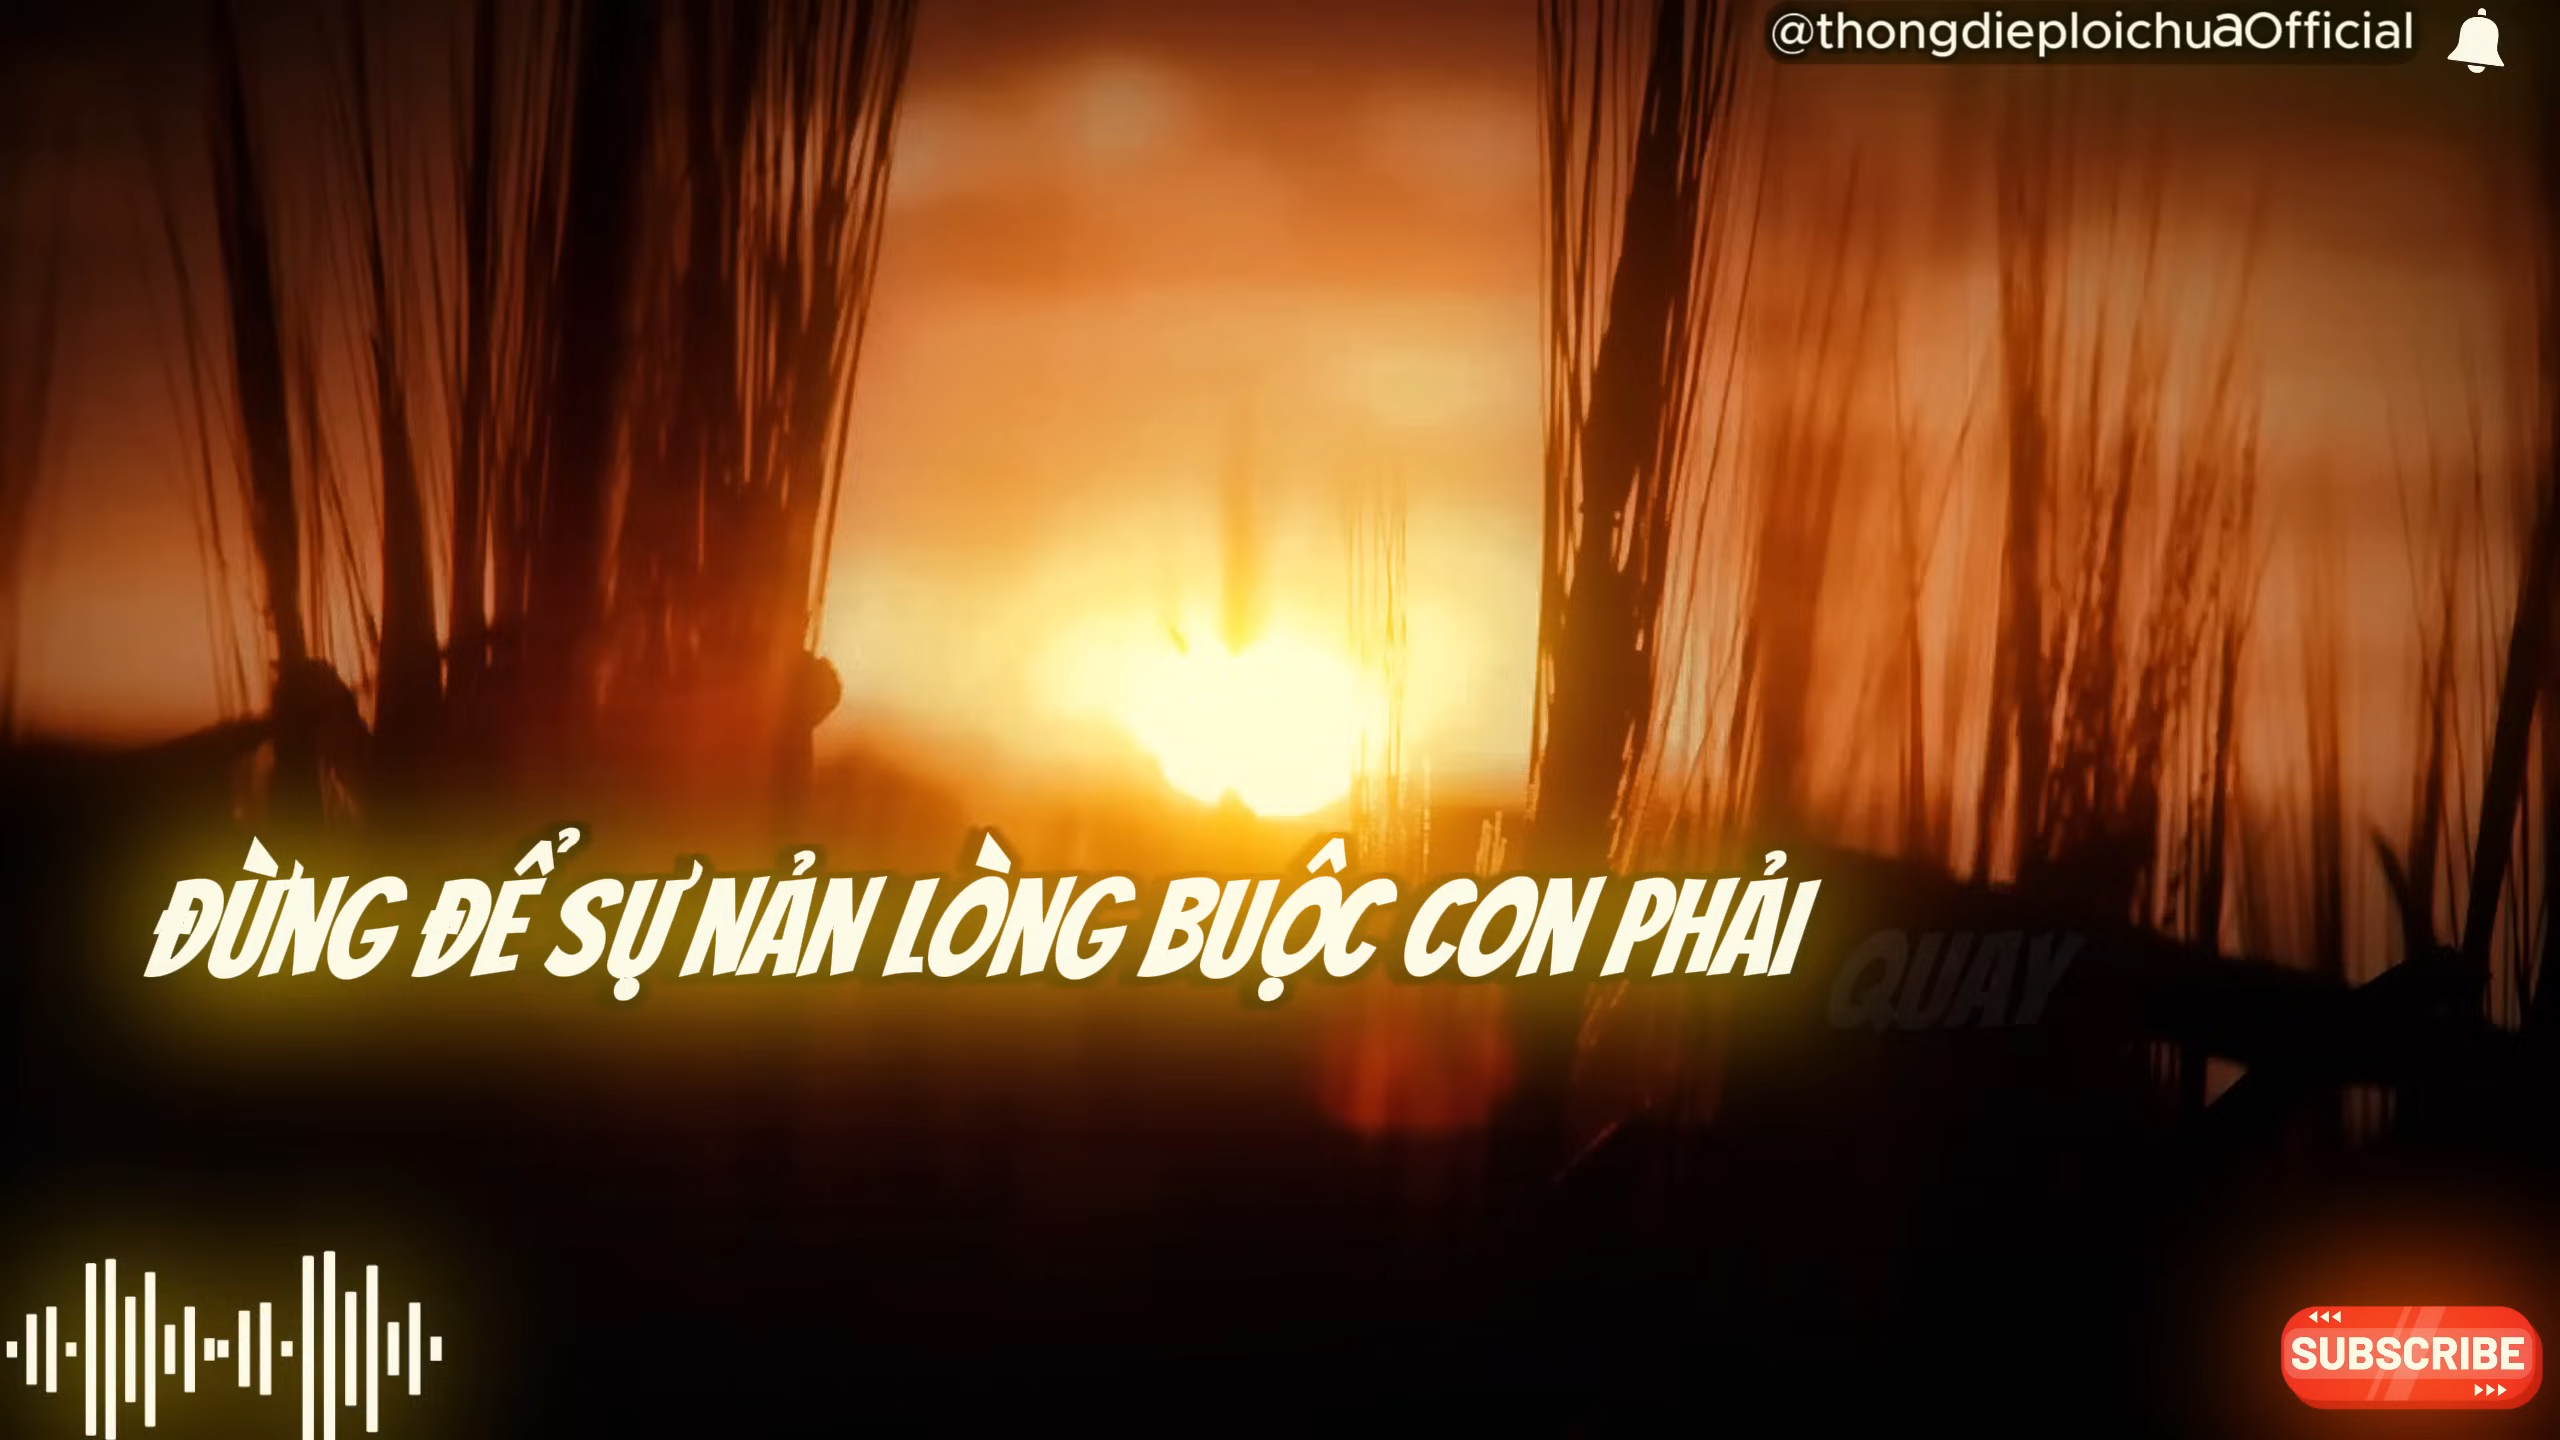 @thongdieploichuaOfficial
ĐỪNG ĐỂ SỰ NẢN LÒNG BUỘC CON PHẢI QUAY
SUBSCRIBE